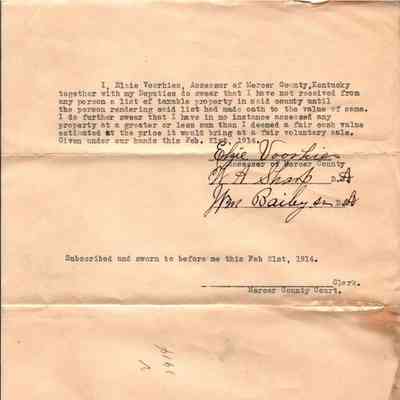 I, Elzie Voorhies, Assessor of Mercer County,Kentucky
together with my Deputies do swear that I have not received from
any person a list of taxable property in said county until
the person rendering said list had made oath to the value of same.
I do further swear that I have in no instance assessed any
property at a greater or less sum than I deemed a fair cash value
estimated at the price it would bring at a fair voluntary sale.
Given under our hands this Feb. 21st, 1914.
Elzie Voorhies
Assessor of Mercer County
W A Sharp D.A
Wm Bailey Sr D.A
Subscribed and sworn to before me this Feb 21st, 1914.
Clerk.
Mercer County Court.
1914